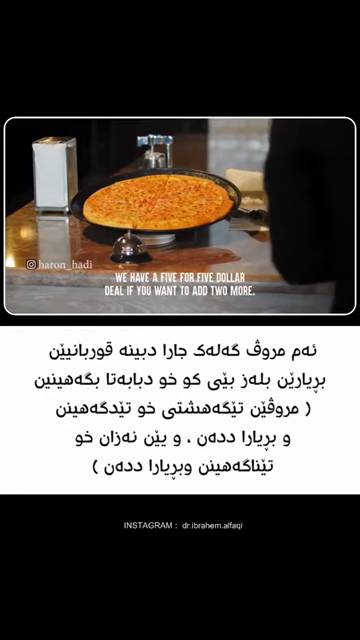 haron_hadi
WE HAVE A FIVE FOR FIVE DOLLAR
DEAL IF YOU WANT TO ADD TWO MORE.
ئەم مروڤ گەلەک جارا دبینە قوربانیێن
بڕیارێن بلەز بێی کو خو دبابەتا بگەهینین
( مروڤێن تێگەهشتی خو تێدگەهینن
و بڕیارا ددەن ، و یێن نەزان خو
تێناگەهینن وبڕیارا ددەن )
INSTAGRAM : dr.ibrahem.alfaqi